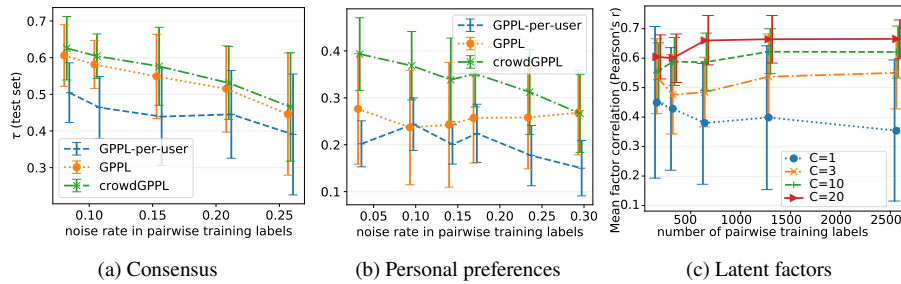 τ (test set)
0.7
0.6
0.5
0.4
0.3
GPPL-per-user
GPPL
crowdGPPL
0.10
0.15
0.20
0.25
noise rate in pairwise training labels
(a) Consensus
0.4
0.3
0.2
0.1
GPPL-per-user
GPPL
crowdGPPL
0.05
0.10
0.15
0.20
0.25
0.30
noise rate in pairwise training labels
(b) Personal preferences
Mean factor correlation (Pearson's r)
0.7
0.6
0.5
0.4
0.3
0.2
0.1
C=1
C=3
C=10
C=20
500
1000
1500
2000
2500
number of pairwise training labels
(c) Latent factors